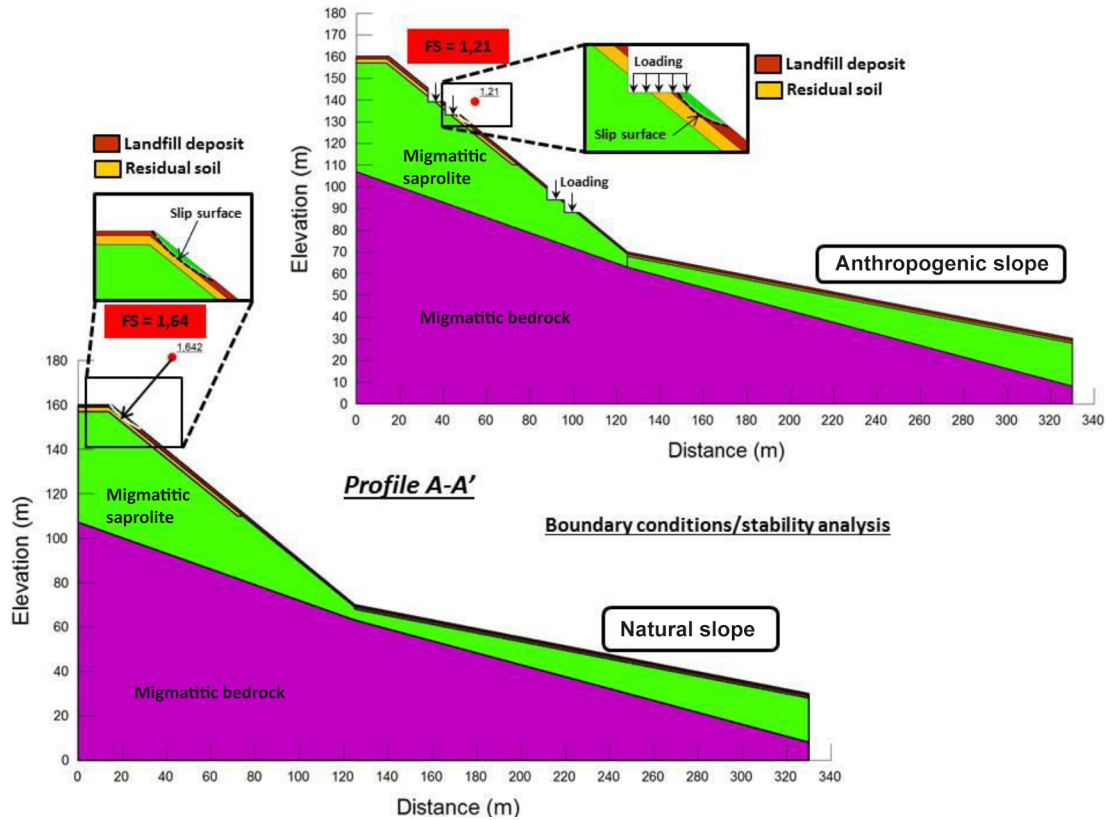 FS = 1,21
1,21
Loading
Slip surface
Landfill deposit
Residual soil
Migmatitic
saprolite
Loading
Migmatitic bedrock
Anthropogenic slope
Elevation (m)
180
170
160
150
140
130
120
110
100
90
80
70
60
50
40
30
20
10
0
0 20 40 60 80 100 120 140 160 180 200 220 240 260 280 300 320 340
Distance (m)
Landfill deposit
Residual soil
Slip surface
FS = 1,64
1,642
Migmatitic
saprolite
Migmatitic bedrock
Profile A-A'
Boundary conditions/stability analysis
Natural slope
Elevation (m)
180
160
140
120
100
80
60
40
20
0
0 20 40 60 80 100 120 140 160 180 200 220 240 260 280 300 320 340
Distance (m)